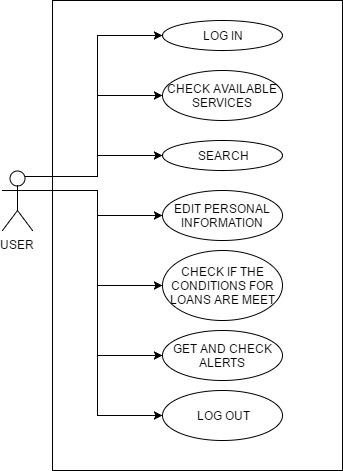 LOG IN
CHECK AVAILABLE
SERVICES
SEARCH
USER
EDIT PERSONAL
INFORMATION
CHECK IF THE
CONDITIONS FOR
LOANS ARE MEET
GET AND CHECK
ALERTS
LOG OUT